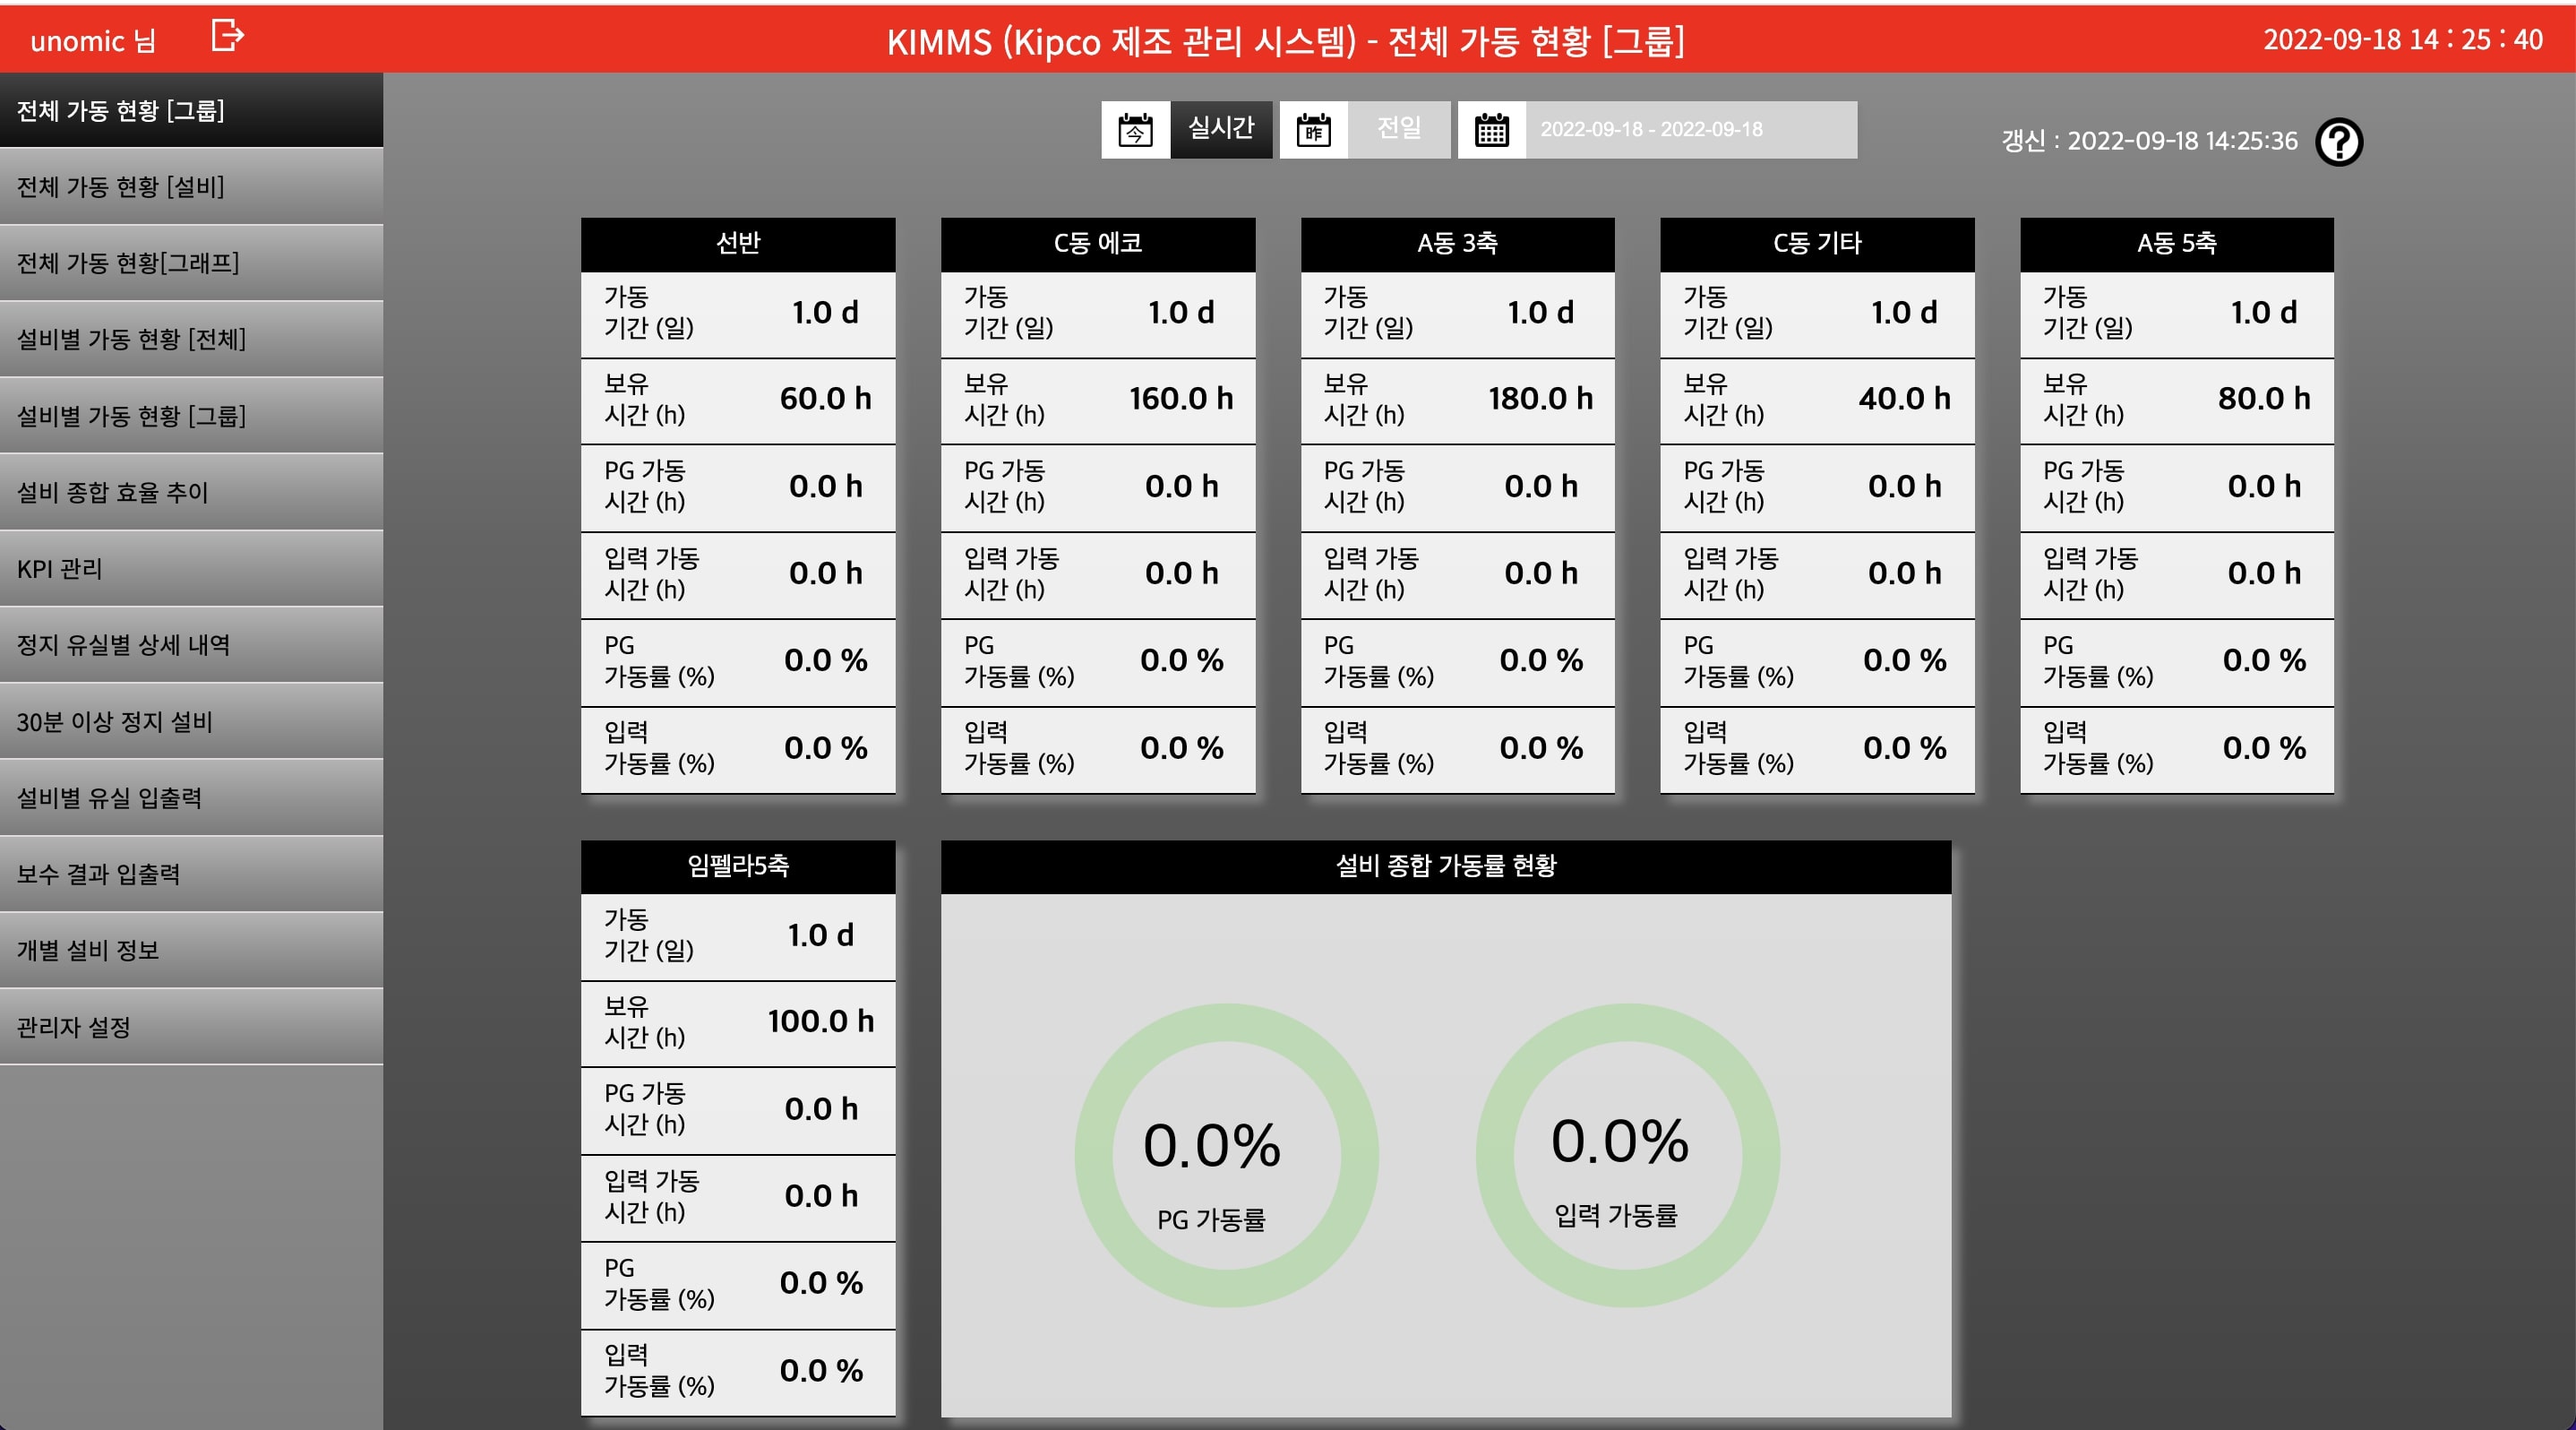 unomic 님
KIMMS (Kipco 제조 관리 시스템) - 전체 가동 현황 [그룹]
2022-09-18 14 : 25 : 40
전체 가동 현황 [그룹]
전체 가동 현황 [설비]
전체 가동 현황[그래프]
설비별 가동 현황 [전체]
설비별 가동 현황 [그룹]
설비 종합 효율 추이
KPI 관리
정지 유실별 상세 내역
30분 이상 정지 설비
설비별 유실 입출력
보수 결과 입출력
개별 설비 정보
관리자 설정
今
실시간
昨
전일
2022-09-18 - 2022-09-18
갱신 : 2022-09-18 14:25:36
?
선반
가동
기간 (일)
1.0 d
보유
시간 (h)
60.0 h
PG 가동
시간 (h)
0.0 h
입력 가동
시간 (h)
0.0 h
PG
가동률 (%)
0.0 %
입력
가동률 (%)
0.0 %
C동 에코
가동
기간 (일)
1.0 d
보유
시간 (h)
160.0 h
PG 가동
시간 (h)
0.0 h
입력 가동
시간 (h)
0.0 h
PG
가동률 (%)
0.0 %
입력
가동률 (%)
0.0 %
A동 3축
가동
기간 (일)
1.0 d
보유
시간 (h)
180.0 h
PG 가동
시간 (h)
0.0 h
입력 가동
시간 (h)
0.0 h
PG
가동률 (%)
0.0 %
입력
가동률 (%)
0.0 %
C동 기타
가동
기간 (일)
1.0 d
보유
시간 (h)
40.0 h
PG 가동
시간 (h)
0.0 h
입력 가동
시간 (h)
0.0 h
PG
가동률 (%)
0.0 %
입력
가동률 (%)
0.0 %
A동 5축
가동
기간 (일)
1.0 d
보유
시간 (h)
80.0 h
PG 가동
시간 (h)
0.0 h
입력 가동
시간 (h)
0.0 h
PG
가동률 (%)
0.0 %
입력
가동률 (%)
0.0 %
임펠라5축
가동
기간 (일)
1.0 d
보유
시간 (h)
100.0 h
PG 가동
시간 (h)
0.0 h
입력 가동
시간 (h)
0.0 h
PG
가동률 (%)
0.0 %
입력
가동률 (%)
0.0 %
설비 종합 가동률 현황
0.0%
PG 가동률
0.0%
입력 가동률